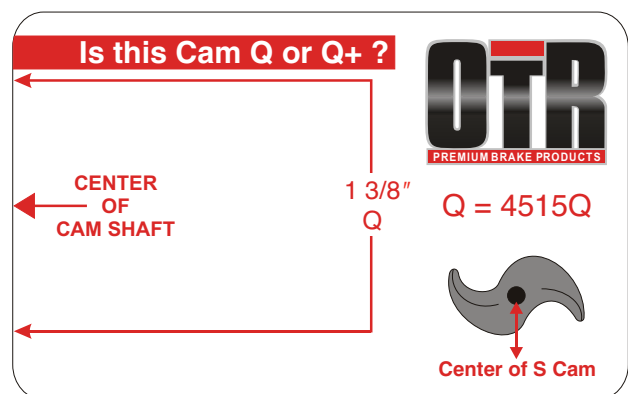 Is this Cam Q or Q+ ?
OTR
PREMIUM BRAKE PRODUCTS
CENTER
OF
CAM SHAFT
1 3/8"
Q
Q = 4515Q
Center of S Cam